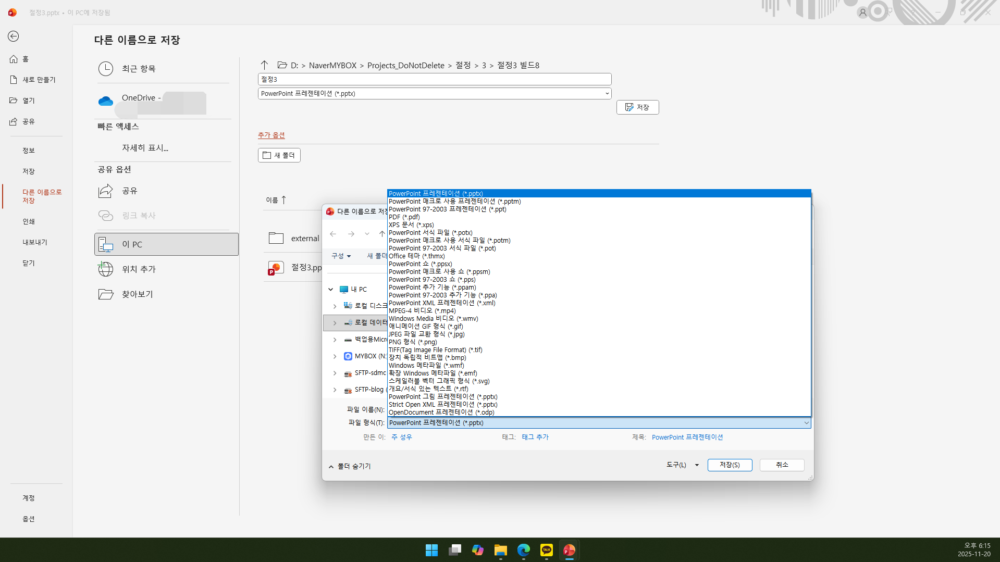 절정3.pptx • 이 PC에 저장됨
다른 이름으로 저장
홈
새로 만들기
열기
공유
정보
저장
다른 이름으로
저장
인쇄
내보내기
닫기
계정
옵션
최근 항목
OneDrive -
빠른 액세스
자세히 표시...
공유 옵션
공유
링크 복사
이 PC
위치 추가
찾아보기
D: > NaverMYBOX > Projects_DoNotDelete > 절정 > 3 > 절정3 빌드8
절정3
PowerPoint 프레젠테이션 (*.pptx)
저장
추가 옵션
새 폴더
이름 ↑
external
절정3.pp
다른 이름으로 저장
구성
새 폴더
내 PC
로컬 디스크
로컬 데이터
백업용Micro
MYBOX (N:
SFTP-sdmc
SFTP-blog (
PowerPoint 프레젠테이션 (*.pptx)
PowerPoint 매크로 사용 프레젠테이션 (*.pptm)
PowerPoint 97-2003 프레젠테이션 (*.ppt)
PDF (*.pdf)
XPS 문서 (*.xps)
PowerPoint 서식 파일 (*.potx)
PowerPoint 매크로 사용 서식 파일 (*.potm)
PowerPoint 97-2003 서식 파일 (*.pot)
Office 테마 (*.thmx)
PowerPoint 쇼 (*.ppsx)
PowerPoint 매크로 사용 쇼 (*.ppsm)
PowerPoint 97-2003 쇼 (*.pps)
PowerPoint 추가 기능 (*.ppam)
PowerPoint 97-2003 추가 기능 (*.ppa)
PowerPoint XML 프레젠테이션 (*.xml)
MPEG-4 비디오 (*.mp4)
Windows Media 비디오 (*.wmv)
애니메이션 GIF 형식 (*.gif)
JPEG 파일 교환 형식 (*.jpg)
PNG 형식 (*.png)
TIFF(Tag Image File Format) (*.tif)
장치 독립적 비트맵 (*.bmp)
Windows 메타파일 (*.wmf)
확장 Windows 메타파일 (*.emf)
스케일러블 벡터 그래픽 형식 (*.svg)
개요/서식 있는 텍스트 (*.rtf)
PowerPoint 그림 프레젠테이션 (*.pptx)
Strict Open XML 프레젠테이션 (*.pptx)
OpenDocument 프레젠테이션 (*.odp)
파일 이름(N):
파일 형식(T): PowerPoint 프레젠테이션 (*.pptx)
만든 이: 주 성우 태그: 태그 추가 제목: PowerPoint 프레젠테이션
폴더 숨기기
도구(L)
저장(S)
취소
TALK
오후 6:15
2025-11-20